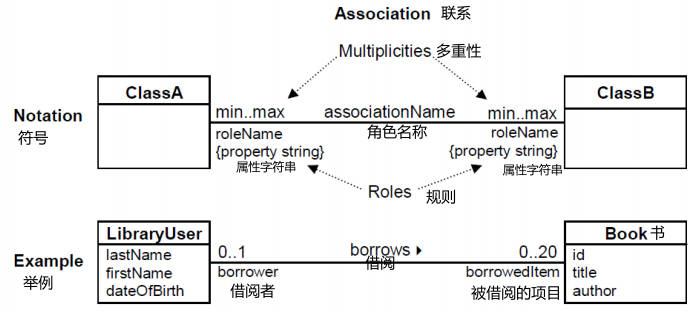 Association 联系
Multiplicities 多重性
ClassA
ClassB
Notation
符号
min..max
associationName
min..max
角色名称
roleName
roleName
{property string}
{property string}
属性字符串
属性字符串
Roles 规则
Example
举例
LibraryUser
lastName
firstName
dateOfBirth
0..1
borrows
0..20
借阅
borrower
borrowedItem
借阅者
被借阅的项目
Book 书
id
title
author